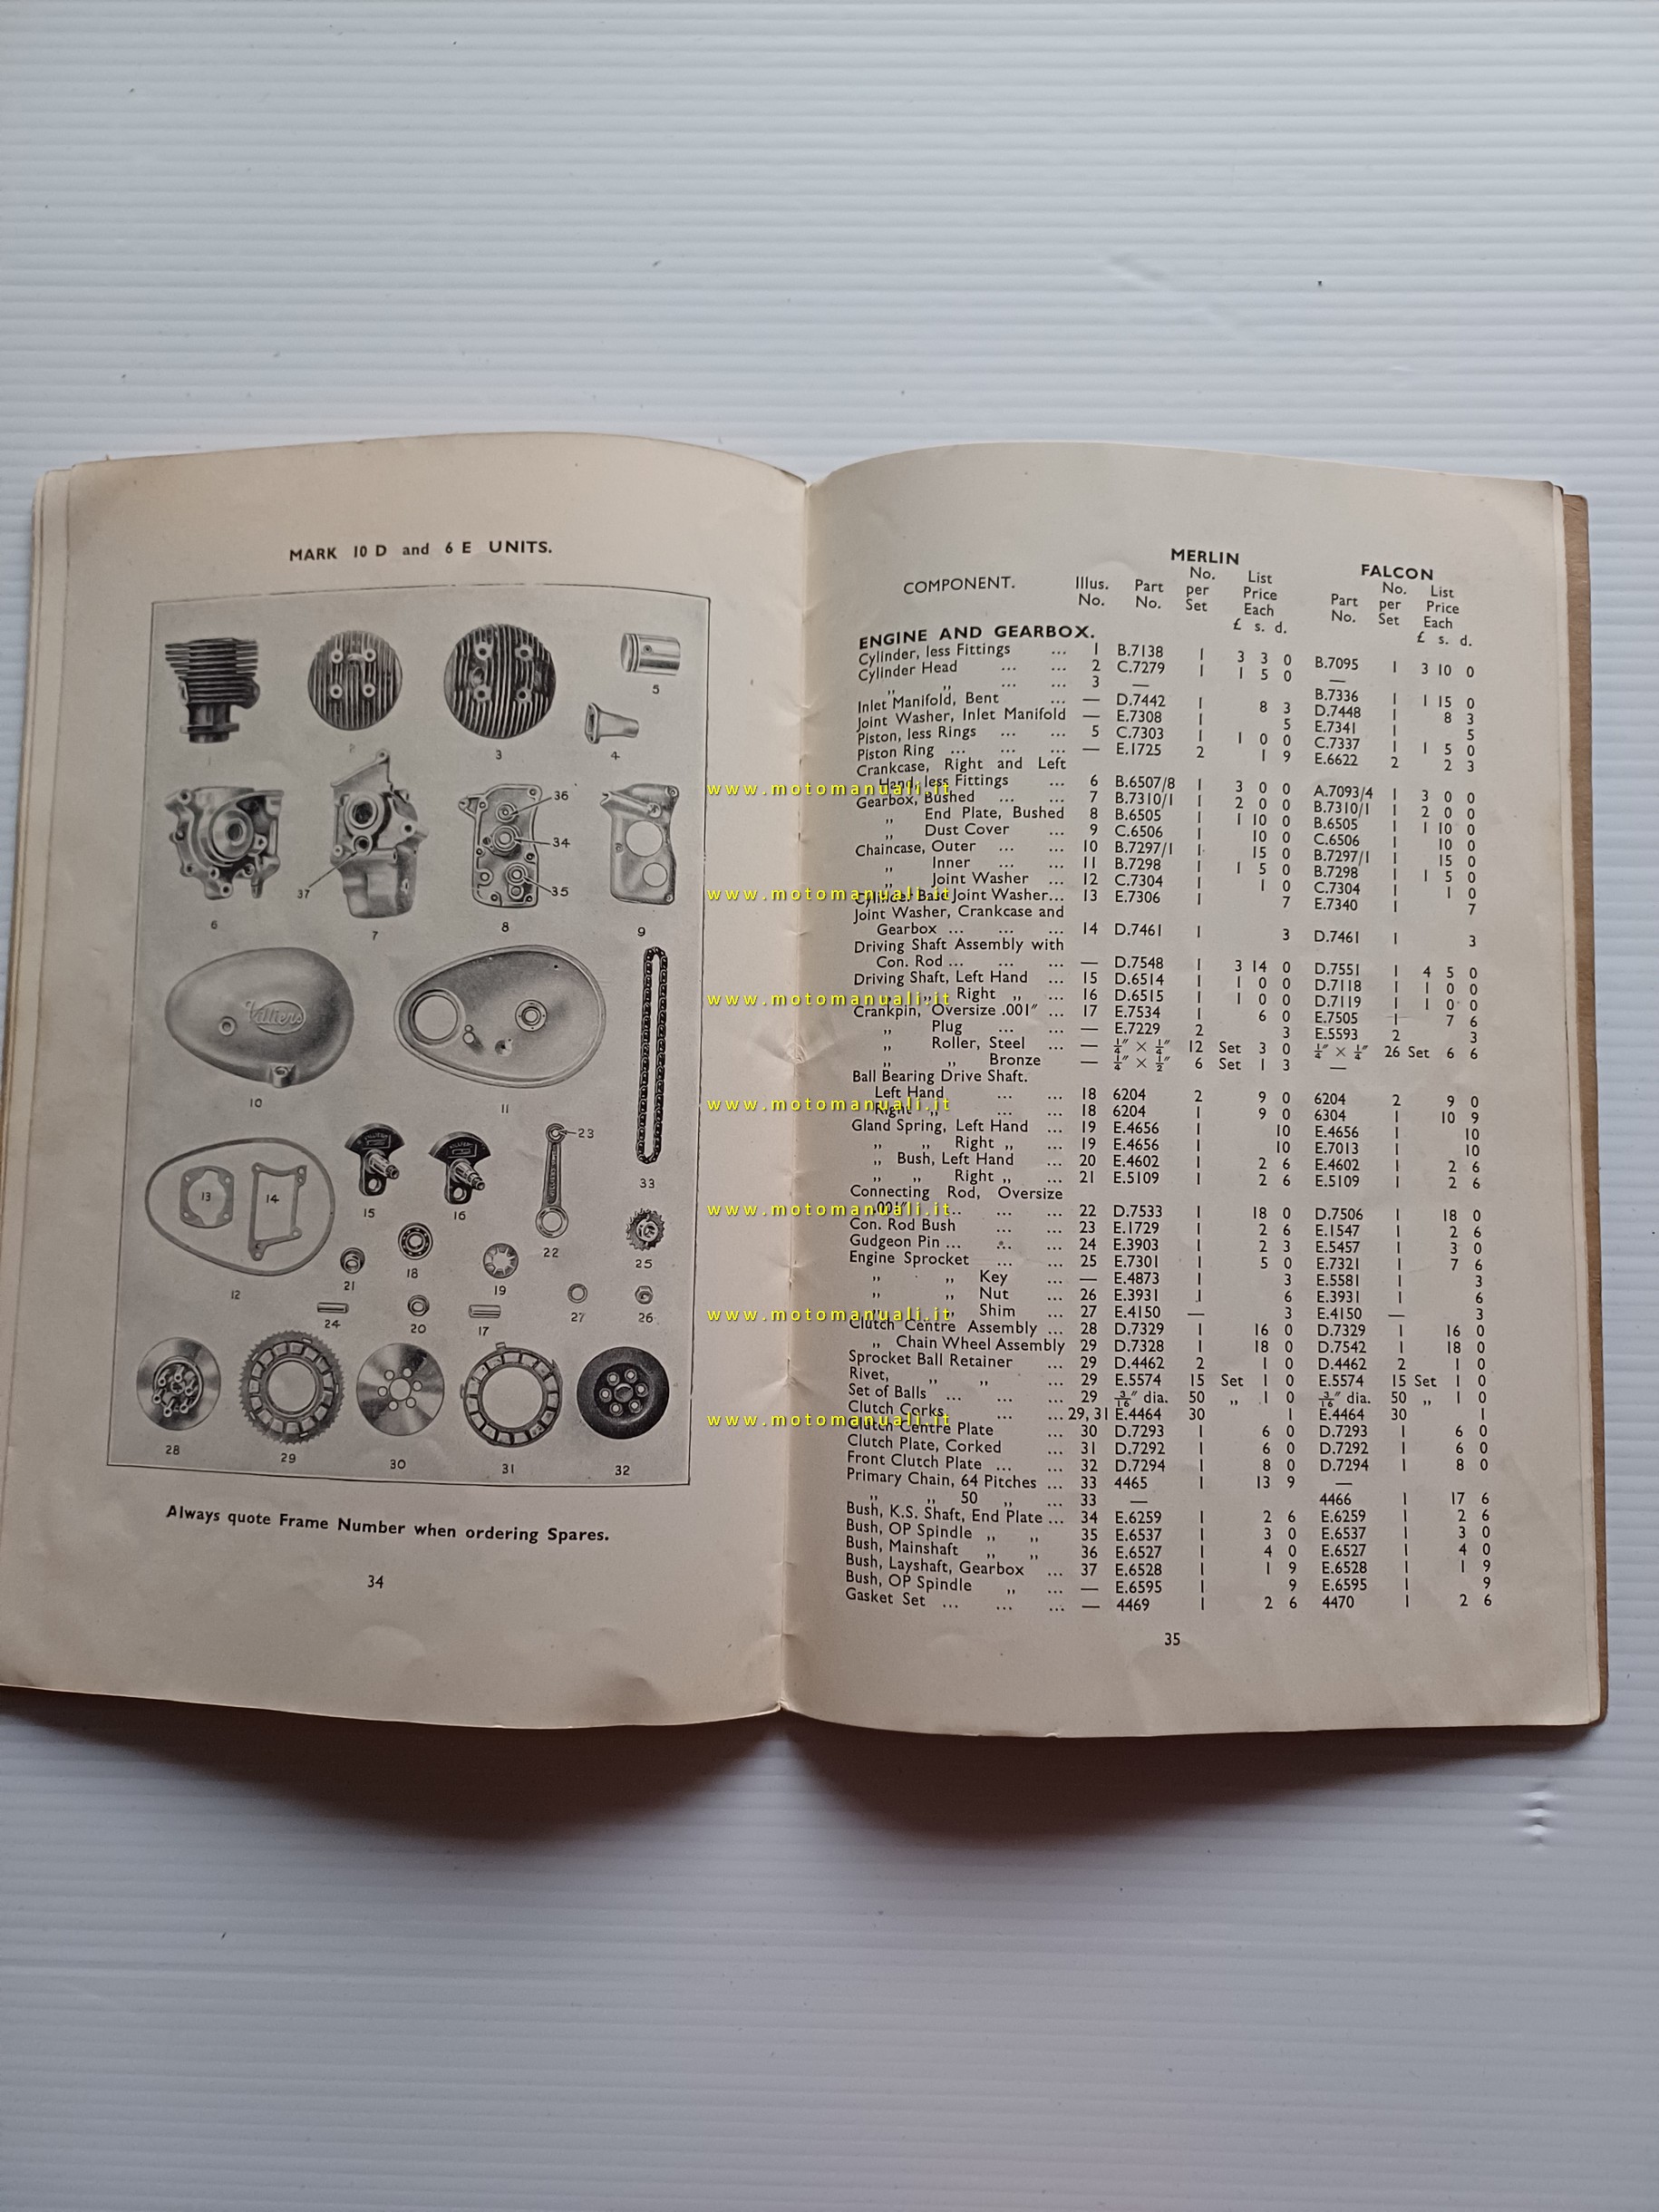 MARK 10 D and 6 E UNITS.
1 2 3 4 5
6 7 8 9 36 34 35 37
Villiers
10 11
12 13 14 15 16 22 23 33
21 18 19 25
24 20 17 27 26
28 29 30 31 32
Always quote Frame Number when ordering Spares.
34
MERLIN FALCON
COMPONENT. Illus. No. Part No. No. per Set List Price Each £ s. d. Part No. No. per Set List Price Each £ s. d.
ENGINE AND GEARBOX.
Cylinder, less Fittings ... 1 B.7138 1 3 3 0 B.7095 1 3 10 0
Cylinder Head ... ... 2 C.7279 1 1 5 0 —
,, ,, ... ... 3 — B.7336 1 1 15 0
Inlet Manifold, Bent ... — D.7442 1 8 3 D.7448 1 8 3
Joint Washer, Inlet Manifold — E.7308 1 5 E.7341 1 5
Piston, less Rings ... ... 5 C.7303 1 1 0 0 C.7337 1 1 5 0
Piston Ring ... ... ... — E.1725 2 1 9 E.6622 2 2 3
Crankcase, Right and Left
Hand, less Fittings ... 6 B.6507/8 1 3 0 0 A.7093/4 1 3 0 0
Gearbox, Bushed ... ... 7 B.7310/1 1 2 0 0 B.7310/1 1 2 0 0
,, End Plate, Bushed 8 B.6505 1 1 10 0 B.6505 1 1 10 0
,, Dust Cover ... 9 C.6506 10 0 C.6506 10 0
Chaincase, Outer ... ... 10 B.7297/1 1 15 0 B.7297/1 15 0
,, Inner ... ... 11 B.7298 1 1 5 0 B.7298 1 1 5 0
,, Joint Washer ... 12 C.7304 1 1 0 C.7304 1 1 0
Cylinder Base Joint Washer... 13 E.7306 1 7 E.7340 1 7
Joint Washer, Crankcase and
Gearbox ... ... ... 14 D.7461 1 3 D.7461 1 3
Driving Shaft Assembly with
Con. Rod ... ... ... — D.7548 1 3 14 0 D.7551 1 4 5 0
Driving Shaft, Left Hand ... 15 D.6514 1 1 0 0 D.7118 1 1 0 0
,, ,, Right ,, ... 16 D.6515 1 1 0 0 D.7119 1 1 0 0
Crankpin, Oversize .001" ... 17 E.7534 1 6 0 E.7505 1 7 6
,, Plug ... ... — E.7229 2 3 E.5593 2 3
,, Roller, Steel ... — ¼" × ¼" 12 Set 3 0 ¼" × ¼" 26 Set 6 6
,, ,, Bronze — ¼" × ½" 6 Set 1 3 —
Ball Bearing Drive Shaft.
Left Hand ... ... 18 6204 2 9 0 6204 2 9 0
Right ,, ... ... 18 6204 1 9 0 6304 1 10 9
Gland Spring, Left Hand ... 19 E.4656 1 10 E.4656 1 10
,, ,, Right ,, ... 19 E.4656 1 10 E.7013 1 10
,, Bush, Left Hand ... 20 E.4602 1 2 6 E.4602 1 2 6
,, ,, Right ,, ... 21 E.5109 1 2 6 E.5109 1 2 6
Connecting Rod, Oversize
.001" ... ... ... 22 D.7533 1 18 0 D.7506 1 18 0
Con. Rod Bush ... ... 23 E.1729 1 2 6 E.1547 1 2 6
Gudgeon Pin ... ... ... 24 E.3903 1 2 3 E.5457 1 3 0
Engine Sprocket ... ... 25 E.7301 1 5 0 E.7321 1 7 6
,, ,, Key ... — E.4873 1 3 E.5581 1 3
,, ,, Nut ... 26 E.3931 1 6 E.3931 1 6
,, ,, Shim ... 27 E.4150 — 3 E.4150 — 3
Clutch Centre Assembly ... 28 D.7329 1 16 0 D.7329 1 16 0
,, Chain Wheel Assembly 29 D.7328 1 18 0 D.7542 1 18 0
Sprocket Ball Retainer ... 29 D.4462 2 1 0 D.4462 2 1 0
Rivet, ,, ,, ... 29 E.5574 15 Set 1 0 E.5574 15 Set 1 0
Set of Balls ... ... ... 29 3/16" dia. 50 ,, 1 0 3/16" dia. 50 ,, 1 0
Clutch Corks ... ... 29, 31 E.4464 30 1 E.4464 30 1
Clutch Centre Plate ... 30 D.7293 1 6 0 D.7293 1 6 0
Clutch Plate, Corked ... 31 D.7292 1 6 0 D.7292 1 6 0
Front Clutch Plate ... ... 32 D.7294 1 8 0 D.7294 1 8 0
Primary Chain, 64 Pitches ... 33 4465 1 13 9 —
,, ,, 50 ,, ... 33 — 4466 1 17 6
Bush, K.S. Shaft, End Plate ... 34 E.6259 1 2 6 E.6259 1 2 6
Bush, OP Spindle ,, ,, 35 E.6537 1 3 0 E.6537 1 3 0
Bush, Mainshaft ,, ,, 36 E.6527 1 4 0 E.6527 1 4 0
Bush, Layshaft, Gearbox ... 37 E.6528 1 1 9 E.6528 1 1 9
Bush, OP Spindle ,, ... — E.6595 1 9 E.6595 1 9
Gasket Set ... ... ... — 4469 1 2 6 4470 1 2 6
35
www.motomanuali.it
www.motomanuali.it
www.motomanuali.it
www.motomanuali.it
www.motomanuali.it
www.motomanuali.it
www.motomanuali.it